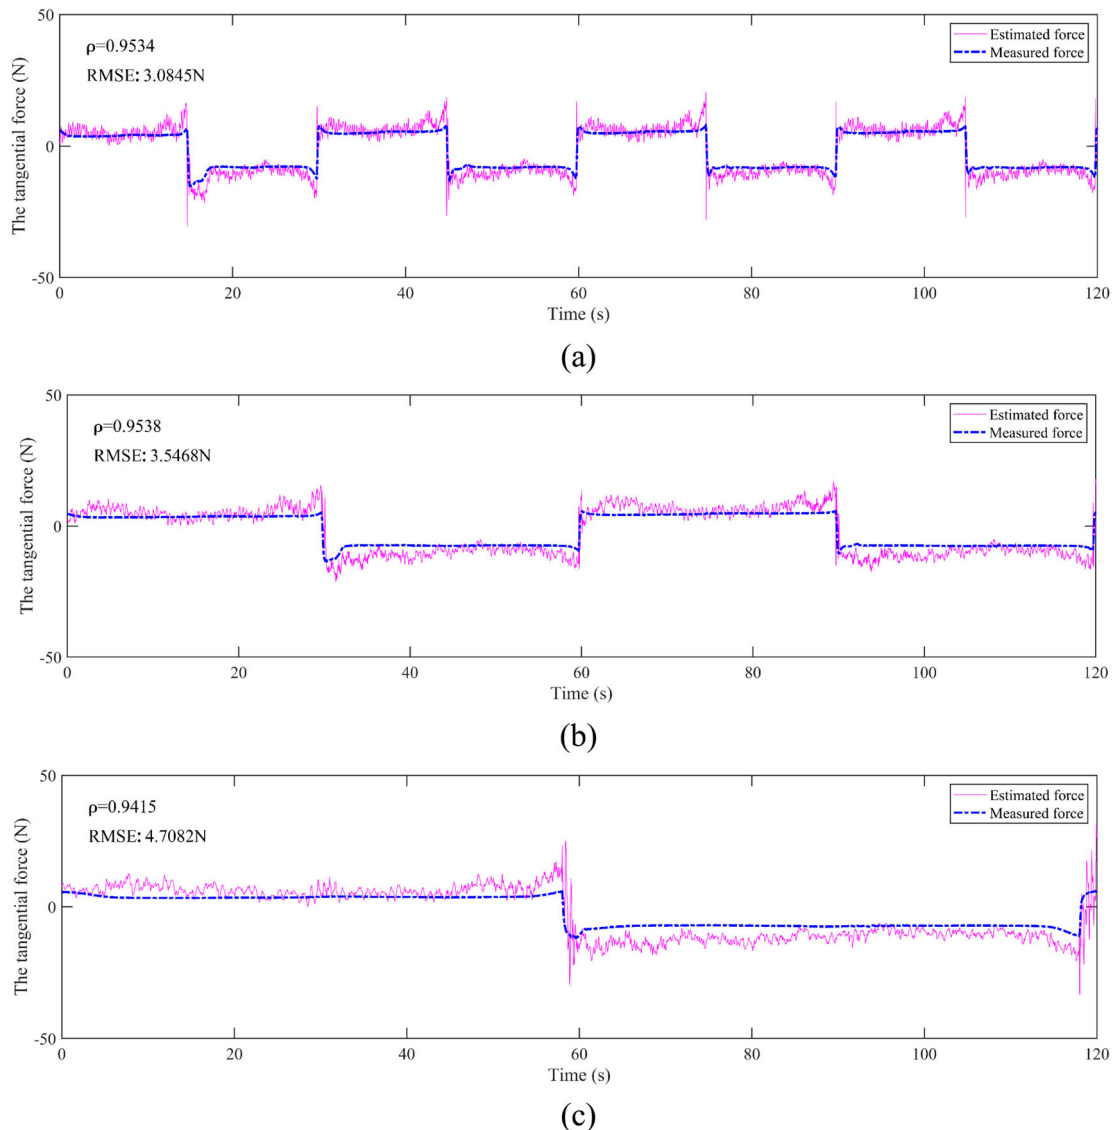 50
Estimated force
Measured force
ρ=0.9534
RMSE: 3.0845N
The tangential force (N)
0
-50
0 20 40 60 80 100 120
Time (s)
(a)
50
Estimated force
Measured force
ρ=0.9538
RMSE: 3.5468N
The tangential force (N)
0
-50
0 20 40 60 80 100 120
Time (s)
(b)
50
Estimated force
Measured force
ρ=0.9415
RMSE: 4.7082N
The tangential force (N)
0
-50
0 20 40 60 80 100 120
Time (s)
(c)